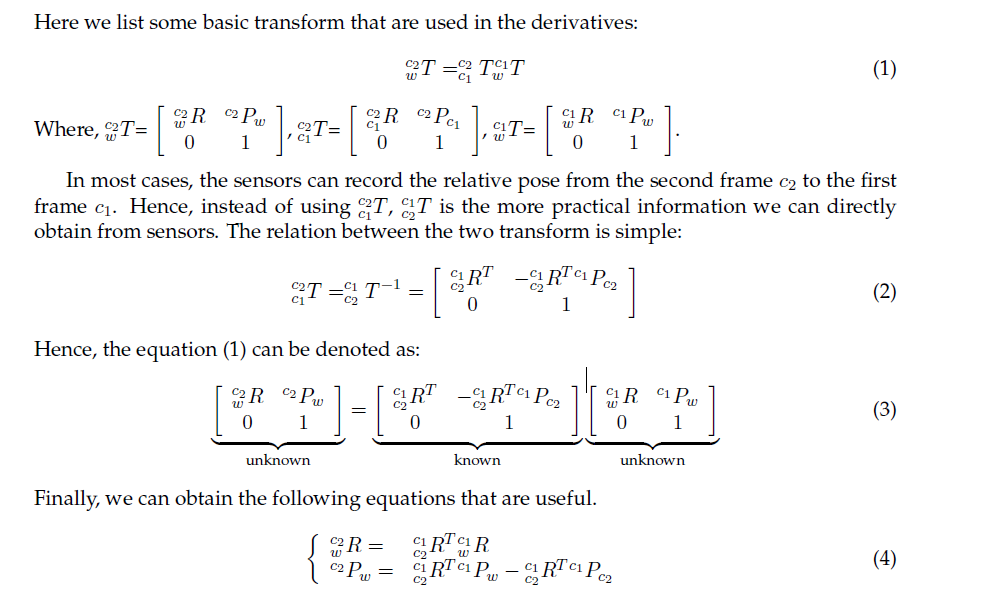 Here we list some basic transform that are used in the derivatives:
$^{c_2}_{w}T = ^{c_2}_{c_1}T ^{c_1}_{w}T$ (1)
Where, $^{c_2}_{w}T = \begin{bmatrix} ^{c_2}_{w}R & ^{c_2}P_w \\ 0 & 1 \end{bmatrix}$, $^{c_2}_{c_1}T = \begin{bmatrix} ^{c_2}_{c_1}R & ^{c_2}P_{c_1} \\ 0 & 1 \end{bmatrix}$, $^{c_1}_{w}T = \begin{bmatrix} ^{c_1}_{w}R & ^{c_1}P_w \\ 0 & 1 \end{bmatrix}$.
In most cases, the sensors can record the relative pose from the second frame $c_2$ to the first
frame $c_1$. Hence, instead of using $^{c_2}_{c_1}T$, $^{c_1}_{c_2}T$ is the more practical information we can directly
obtain from sensors. The relation between the two transform is simple:
$^{c_2}_{c_1}T = ^{c_1}_{c_2}T^{-1} = \begin{bmatrix} ^{c_1}_{c_2}R^T & -^{c_1}_{c_2}R^{T} {}^{c_1}P_{c_2} \\ 0 & 1 \end{bmatrix}$ (2)
Hence, the equation (1) can be denoted as:
$\underbrace{\begin{bmatrix} ^{c_2}_{w}R & ^{c_2}P_w \\ 0 & 1 \end{bmatrix}}_{\text{unknown}} = \underbrace{\begin{bmatrix} ^{c_1}_{c_2}R^T & -^{c_1}_{c_2}R^{T} {}^{c_1}P_{c_2} \\ 0 & 1 \end{bmatrix}}_{\text{known}} \underbrace{\begin{bmatrix} ^{c_1}_{w}R & ^{c_1}P_w \\ 0 & 1 \end{bmatrix}}_{\text{unknown}}$ (3)
Finally, we can obtain the following equations that are useful.
$\begin{cases} ^{c_2}_{w}R = & ^{c_1}_{c_2}R^{T} {}^{c_1}_{w}R \\ ^{c_2}P_w = & ^{c_1}_{c_2}R^{T} {}^{c_1}P_w - ^{c_1}_{c_2}R^{T} {}^{c_1}P_{c_2} \end{cases}$ (4)